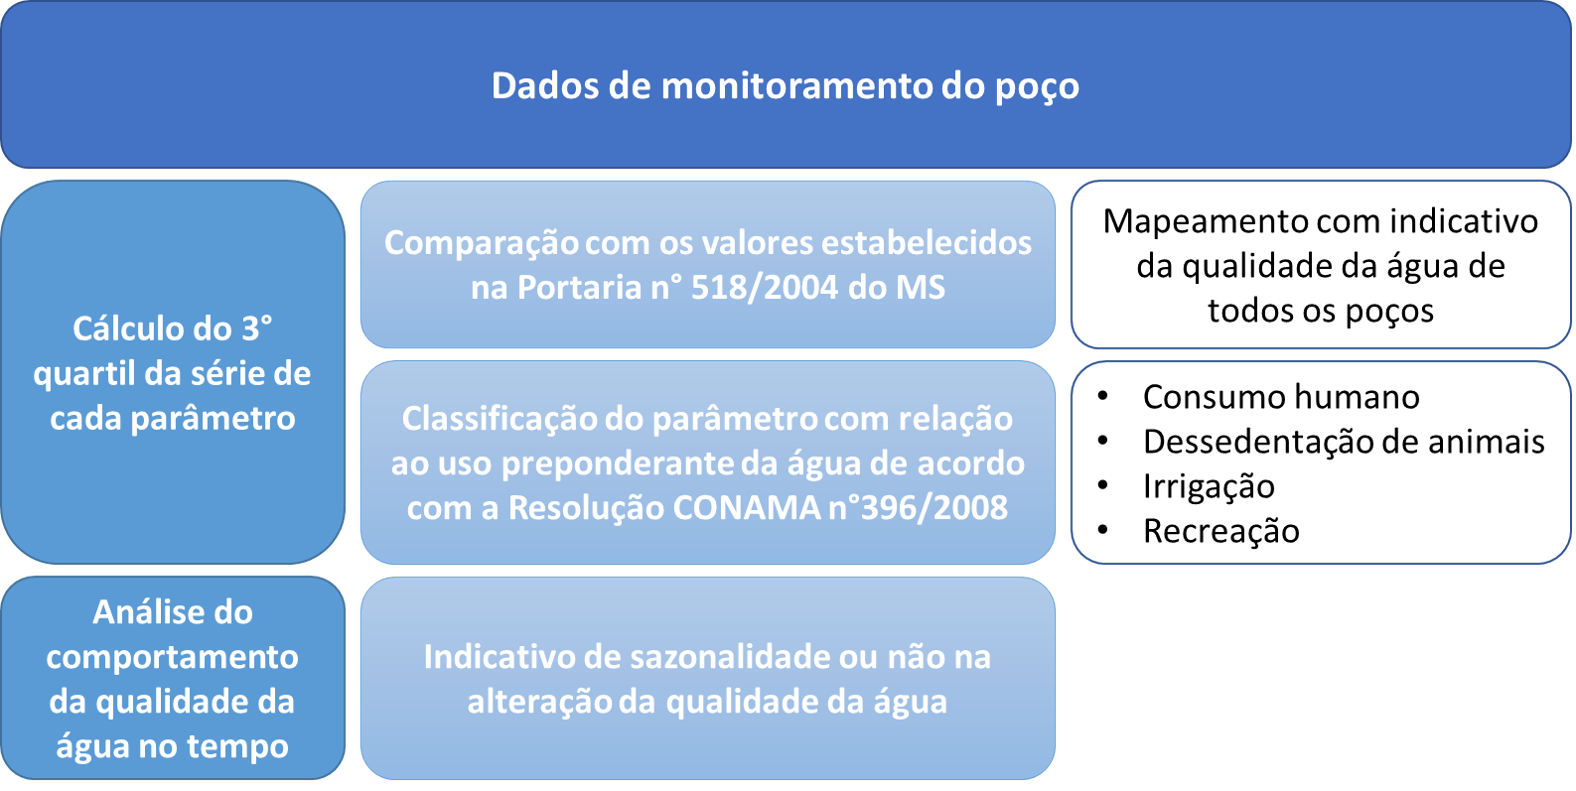 Dados de monitoramento do poço
Cálculo do 3°
quartil da série de
cada parâmetro
Comparação com os valores estabelecidos
na Portaria n° 518/2004 do MS
Mapeamento com indicativo
da qualidade da água de
todos os poços
Classificação do parâmetro com relação
ao uso preponderante da água de acordo
com a Resolução CONAMA n°396/2008
• Consumo humano
• Dessedentação de animais
• Irrigação
• Recreação
Análise do
comportamento
da qualidade da
água no tempo
Indicativo de sazonalidade ou não na
alteração da qualidade da água